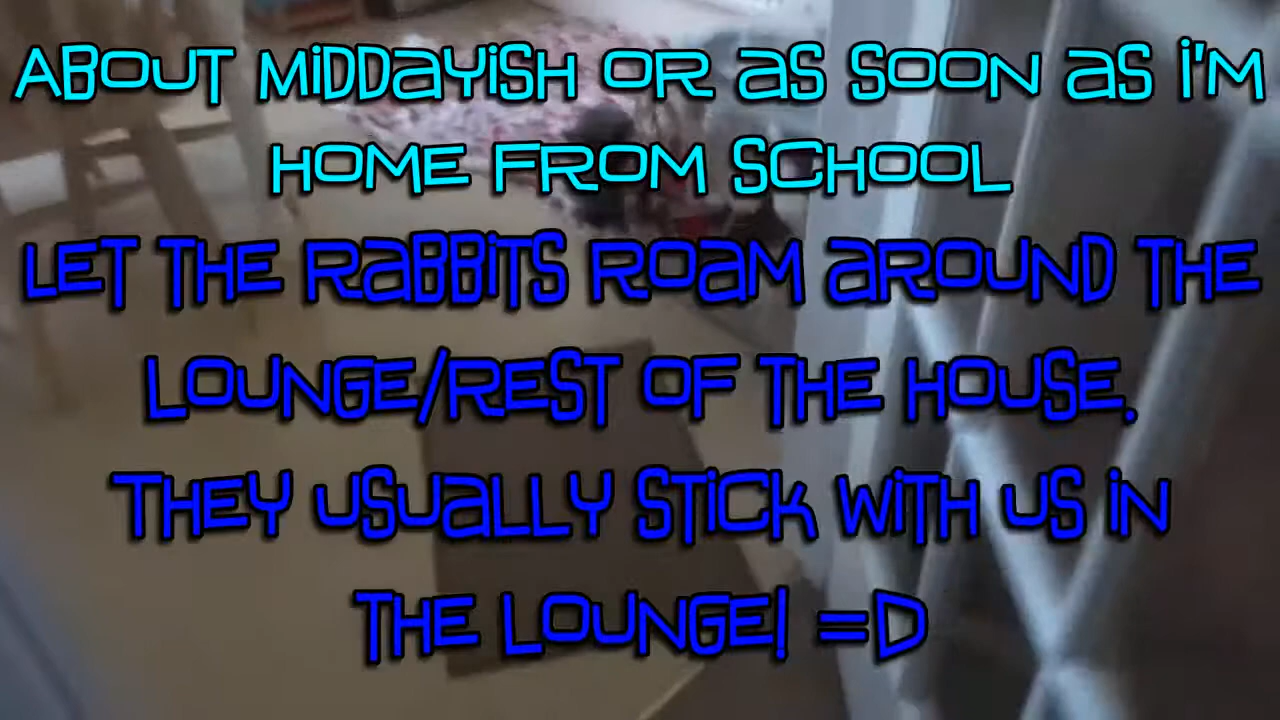 ABOUT MIDDAYISH OR AS SOON AS I'M
HOME FROM SCHOOL
LET THE RABBITS ROAM AROUND THE
LOUNGE/REST OF THE HOUSE.
THEY USUALLY STICK WITH US IN
THE LOUNGE! =D